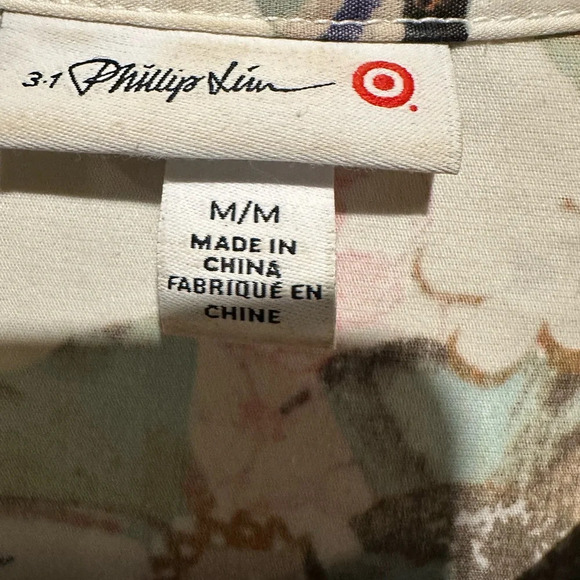 3.1 Phillip Lim
M/M
MADE IN
CHINA
FABRIQUÉ EN
CHINE